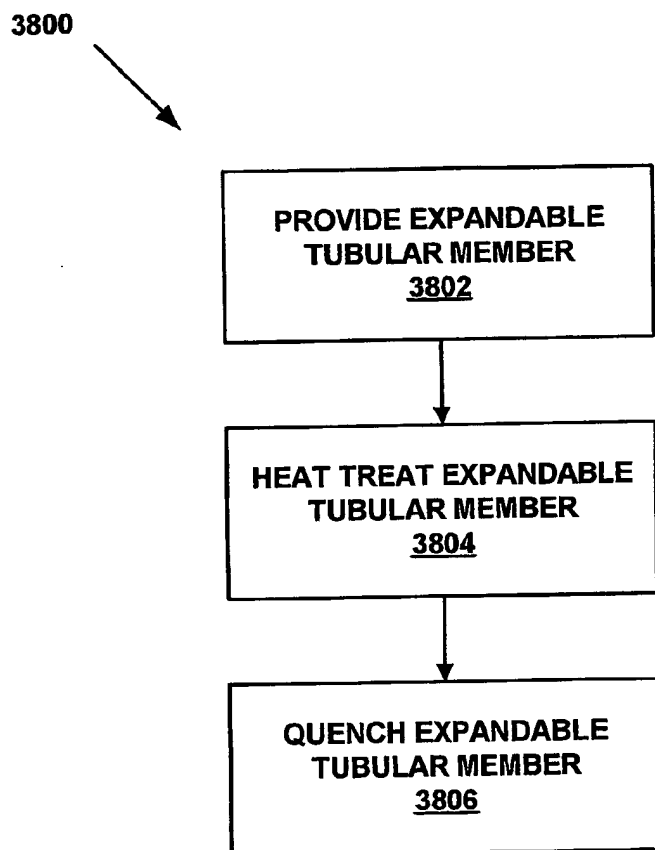 3800
PROVIDE EXPANDABLE
TUBULAR MEMBER
3802
HEAT TREAT EXPANDABLE
TUBULAR MEMBER
3804
QUENCH EXPANDABLE
TUBULAR MEMBER
3806